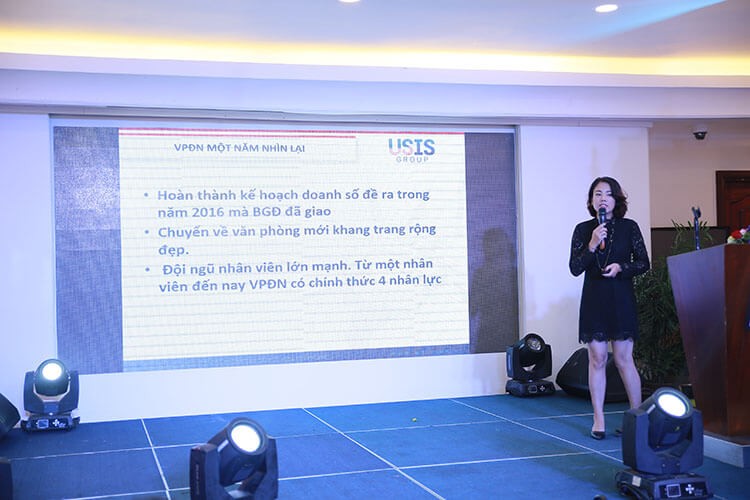 VPĐN MỘT NĂM NHÌN LẠI
USIS
GROUP
• Hoàn thành kế hoạch doanh số đề ra trong
năm 2016 mà BGĐ đã giao
• Chuyển về văn phòng mới khang trang rộng
đẹp.
• Đội ngũ nhân viên lớn mạnh. Từ một nhân
viên đến nay VPĐN có chính thức 4 nhân lực